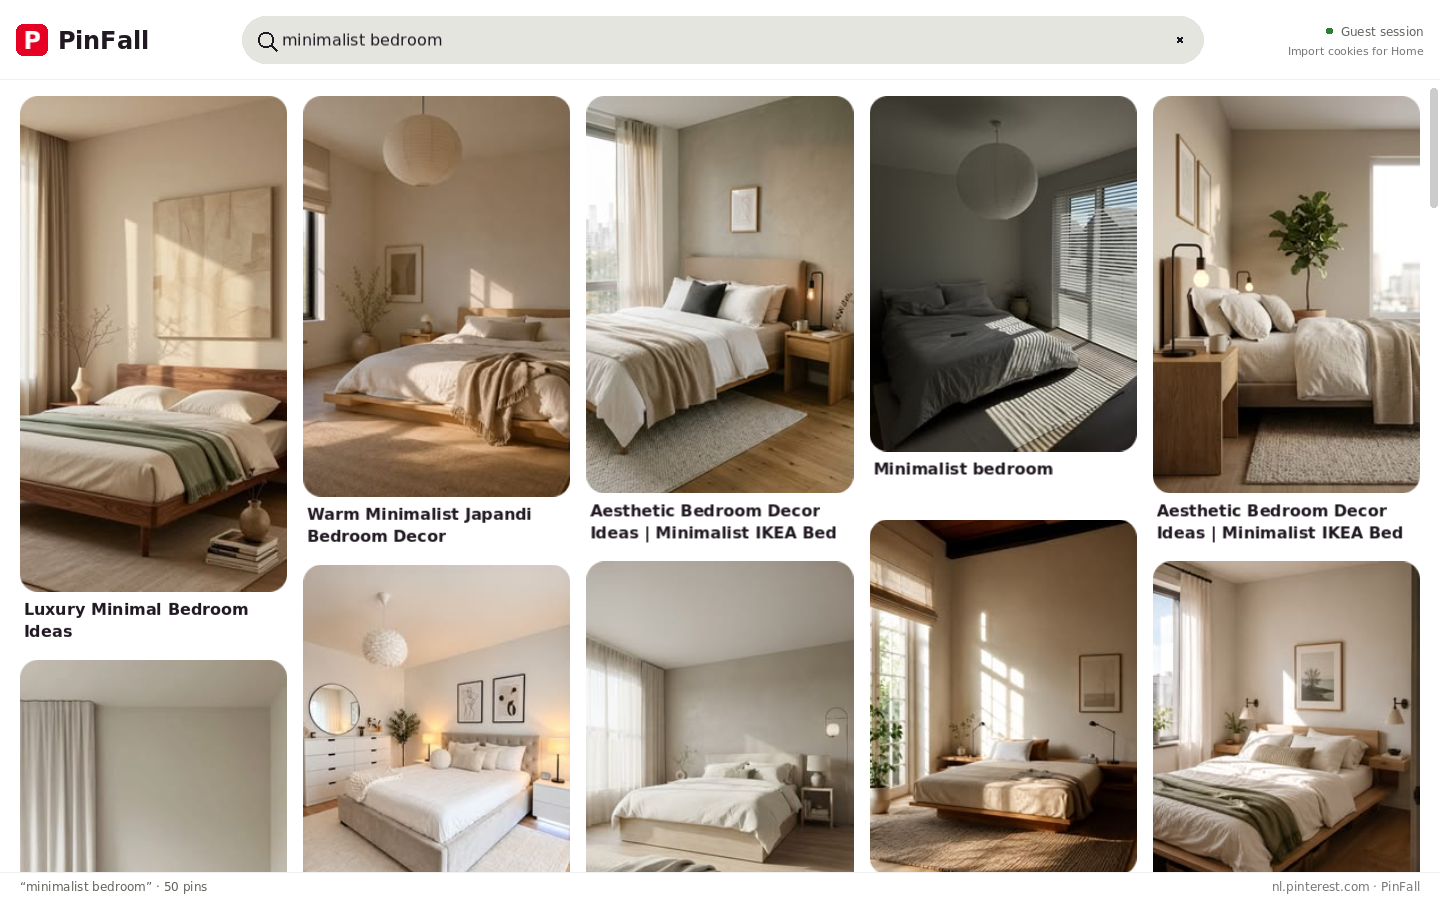 P PinFall
minimalist bedroom
Guest session
Import cookies for Home
Luxury Minimal Bedroom
Ideas
Warm Minimalist Japandi
Bedroom Decor
Aesthetic Bedroom Decor
Ideas | Minimalist IKEA Bed
Minimalist bedroom
Aesthetic Bedroom Decor
Ideas | Minimalist IKEA Bed
“minimalist bedroom” · 50 pins
nl.pinterest.com · PinFall